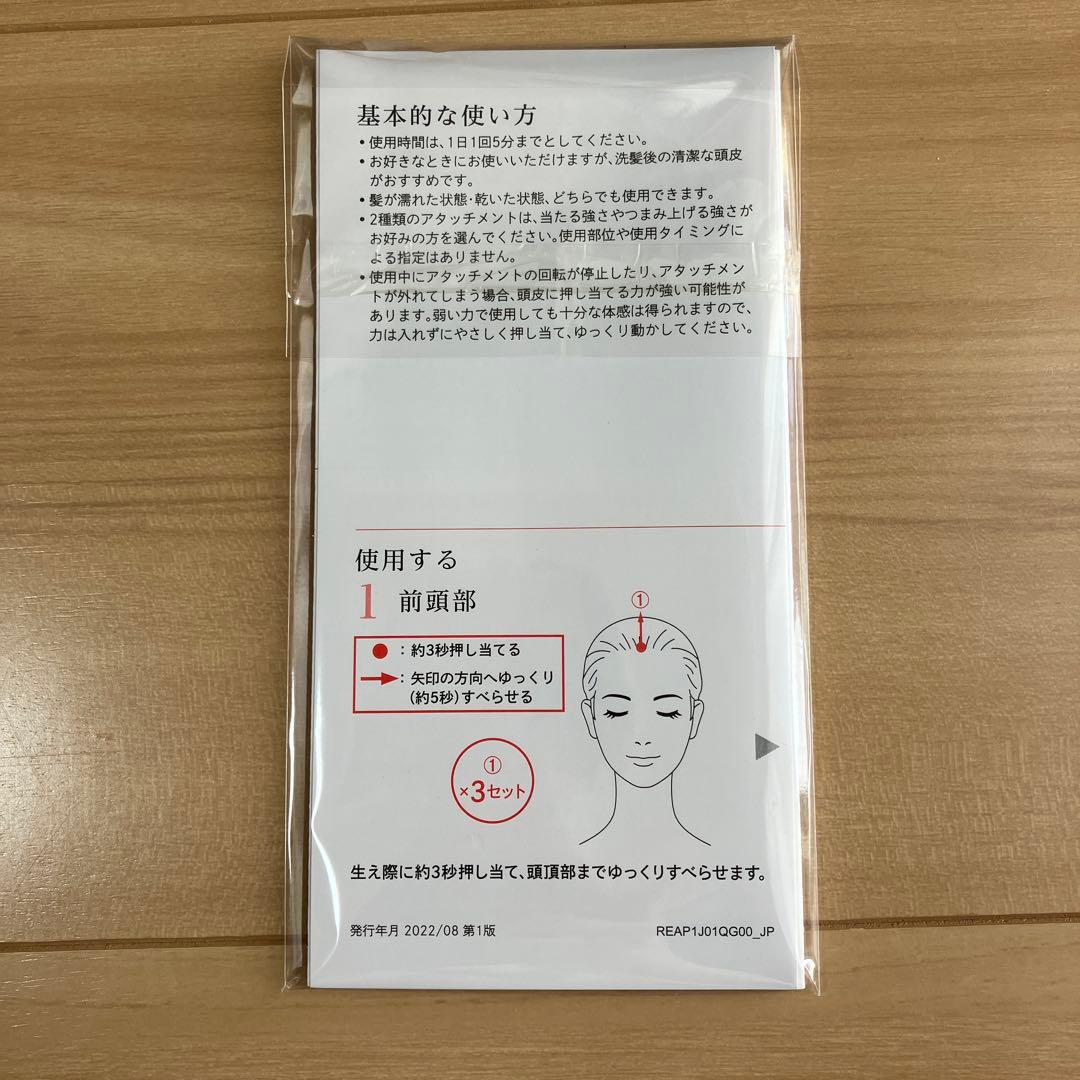 基本的な使い方
•使用時間は、1日1回5分までとしてください。
•お好きなときにお使いいただけますが、洗髪後の清潔な頭皮
がおすすめです。
•髪が濡れた状態・乾いた状態、どちらでも使用できます。
•2種類のアタッチメントは、当たる強さやつまみ上げる強さが
お好みの方を選んでください。使用部位や使用タイミングに
よる指定はありません。
•使用中にアタッチメントの回転が停止したり、アタッチメン
トが外れてしまう場合、頭皮に押し当てる力が強い可能性が
あります。弱い力で使用しても十分な体感は得られますので、
力は入れずにやさしく押し当て、ゆっくり動かしてください。
使用する
1 前頭部
①
●：約3秒押し当てる
→：矢印の方向へゆっくり
(約5秒)すべらせる
①
×3セット
生え際に約3秒押し当て、頭頂部までゆっくりすべらせます。
発行年月 2022/08 第1版
REAP1J01QG00_JP